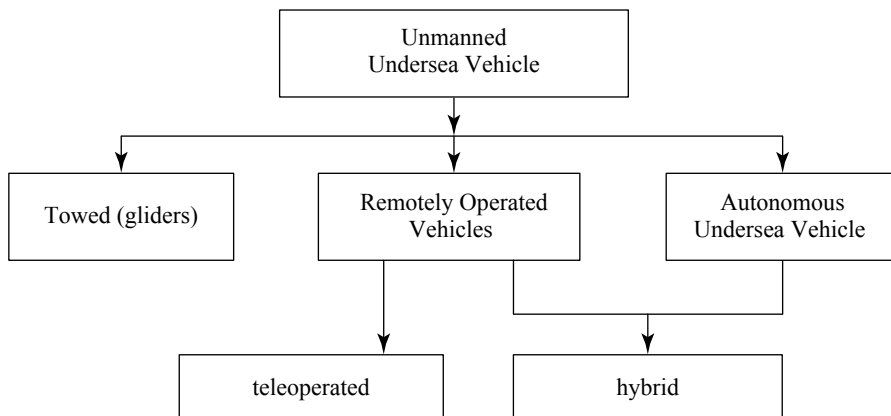 Unmanned
Undersea Vehicle
Towed (gliders)
Remotely Operated
Vehicles
Autonomous
Undersea Vehicle
teleoperated
hybrid